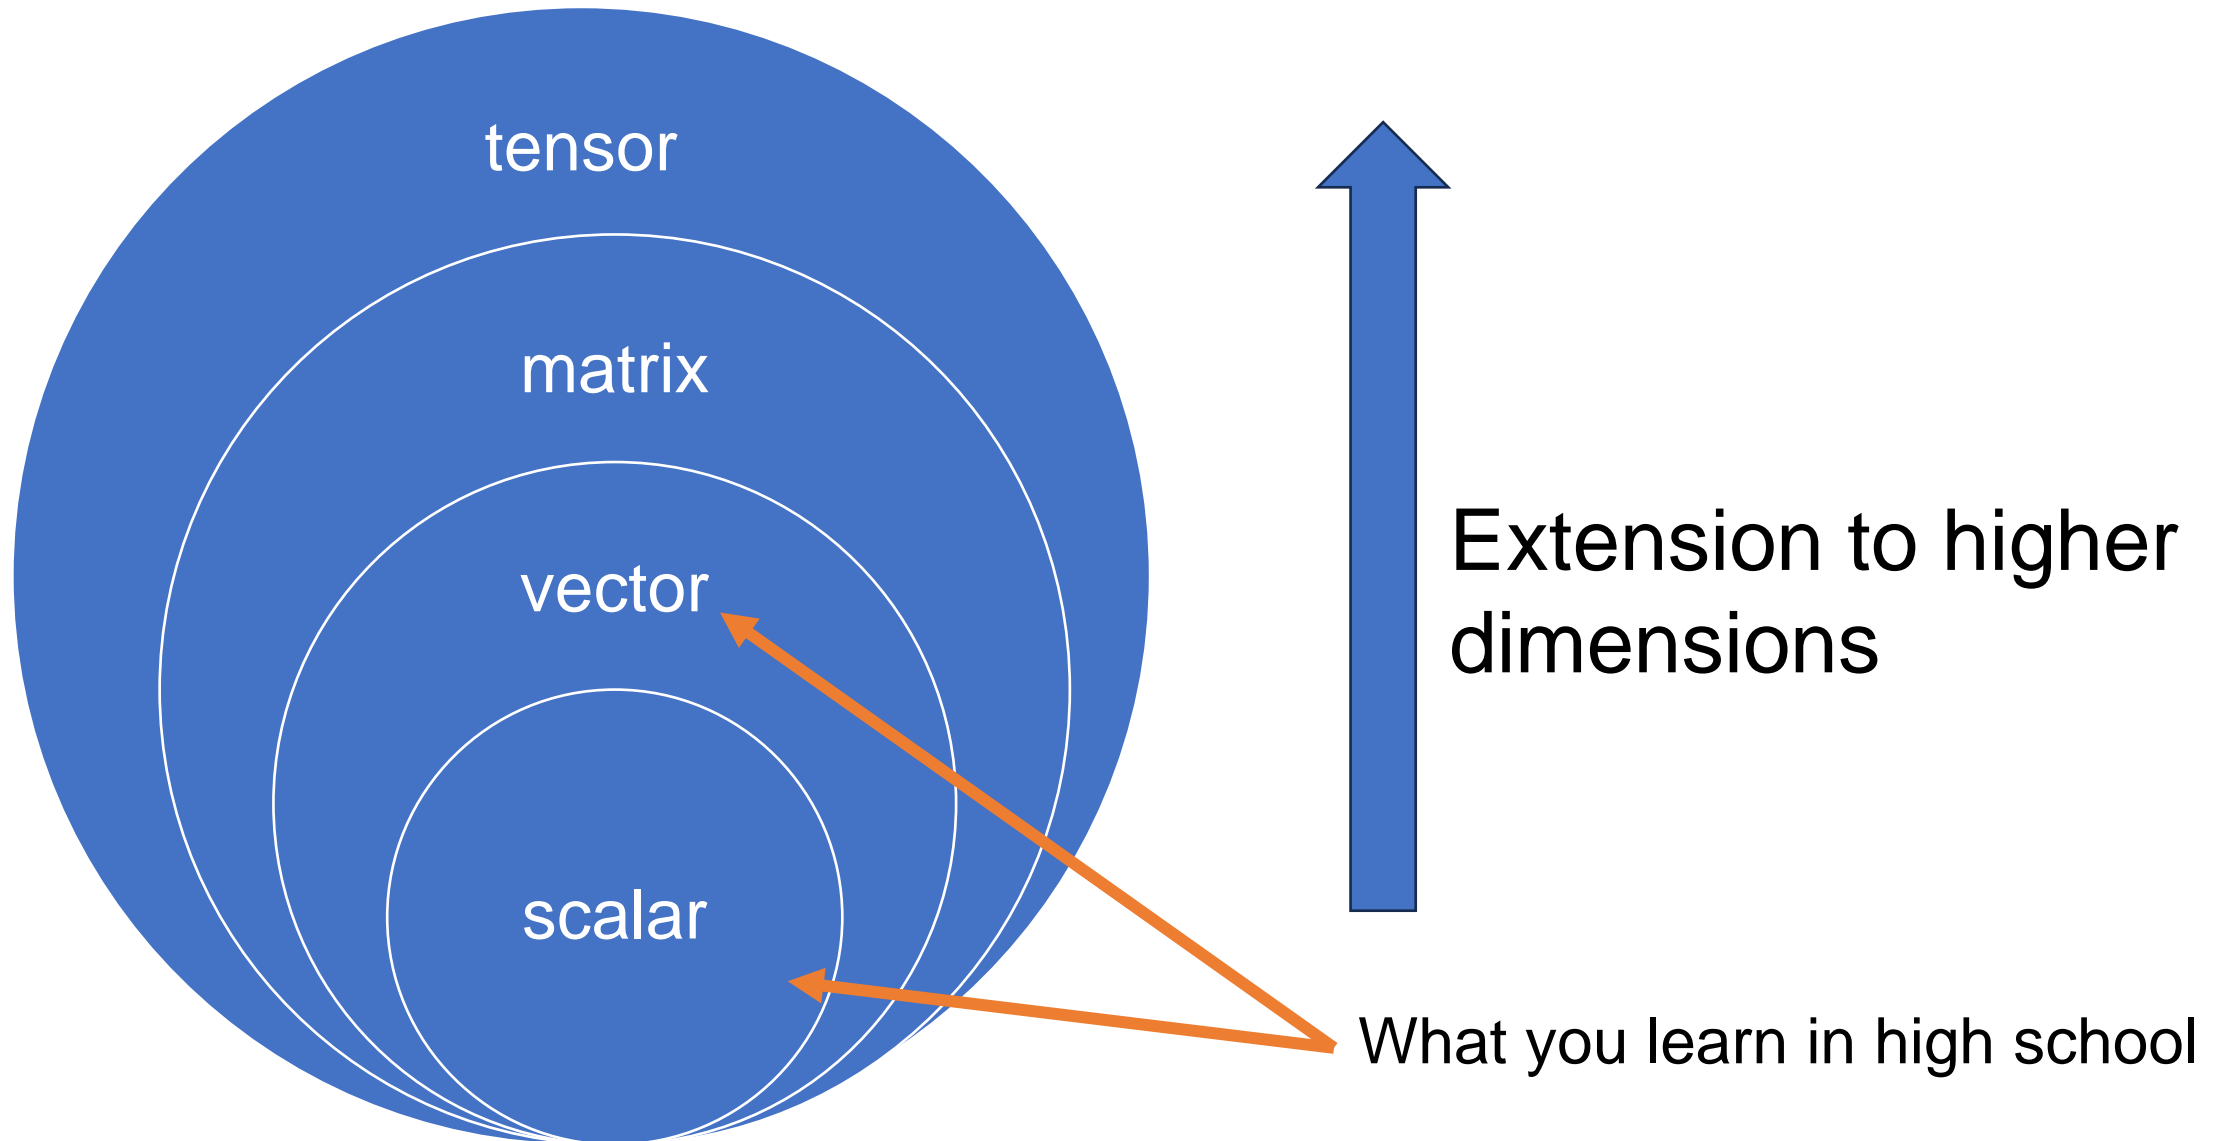 tensor
matrix
vector
scalar
Extension to higher
dimensions
What you learn in high school